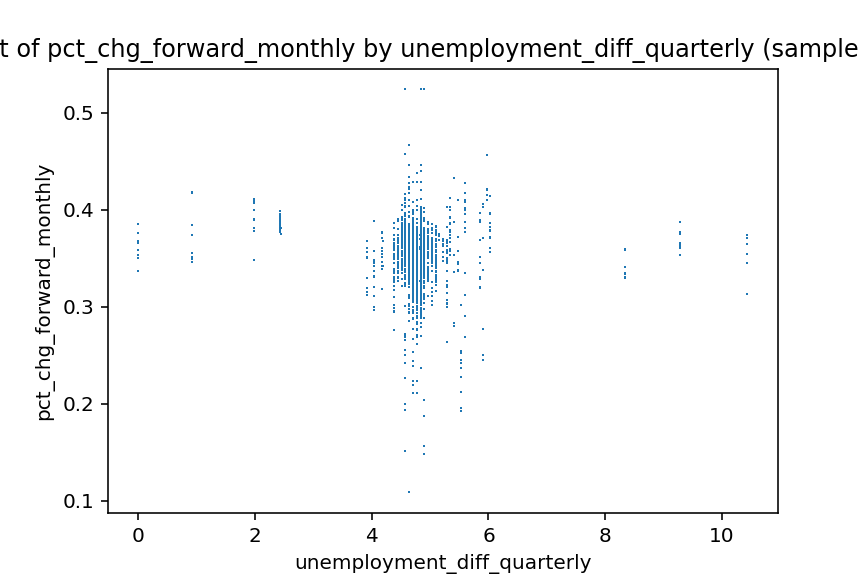 t of pct_chg_forward_monthly by unemployment_diff_quarterly (sample
0.5
0.4
0.3
0.2
0.1
pct_chg_forward_monthly
0 2 4 6 8 10
unemployment_diff_quarterly